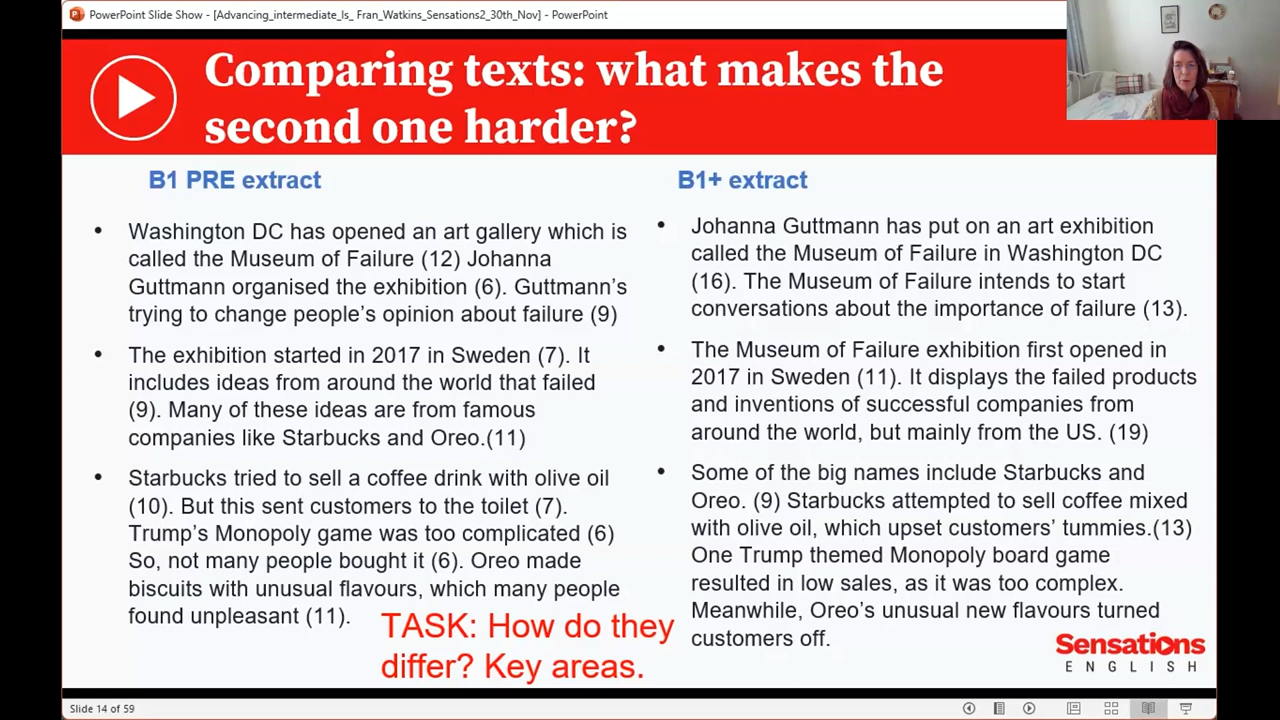 PowerPoint Slide Show - [Advancing_intermediate_ls_ Fran_Watkins_Sensations2_30th_Nov] - PowerPoint
Comparing texts: what makes the
second one harder?
B1 PRE extract
• Washington DC has opened an art gallery which is
called the Museum of Failure (12) Johanna
Guttmann organised the exhibition (6). Guttmann's
trying to change people's opinion about failure (9)
• The exhibition started in 2017 in Sweden (7). It
includes ideas from around the world that failed
(9). Many of these ideas are from famous
companies like Starbucks and Oreo.(11)
• Starbucks tried to sell a coffee drink with olive oil
(10). But this sent customers to the toilet (7).
Trump's Monopoly game was too complicated (6)
So, not many people bought it (6). Oreo made
biscuits with unusual flavours, which many people
found unpleasant (11).
B1+ extract
• Johanna Guttmann has put on an art exhibition
called the Museum of Failure in Washington DC
(16). The Museum of Failure intends to start
conversations about the importance of failure (13).
• The Museum of Failure exhibition first opened in
2017 in Sweden (11). It displays the failed products
and inventions of successful companies from
around the world, but mainly from the US. (19)
• Some of the big names include Starbucks and
Oreo. (9) Starbucks attempted to sell coffee mixed
with olive oil, which upset customers' tummies.(13)
One Trump themed Monopoly board game
resulted in low sales, as it was too complex.
Meanwhile, Oreo's unusual new flavours turned
customers off.
TASK: How do they
differ? Key areas.
Sensations
ENGLISH
Slide 14 of 59